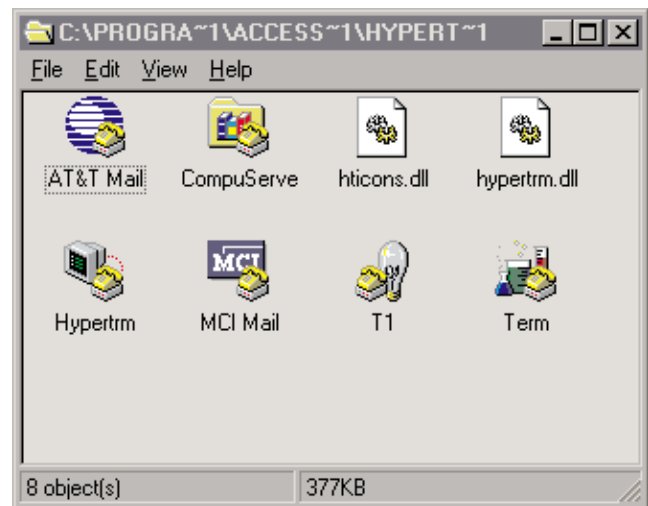 C:\PROGRA~1\ACCESS~1\HYPERT~1
File Edit View Help
AT&T Mail CompuServe hticons.dll hypertrm.dll
MCI
Hypertrm MCI Mail T1 Term
8 object(s) 377KB